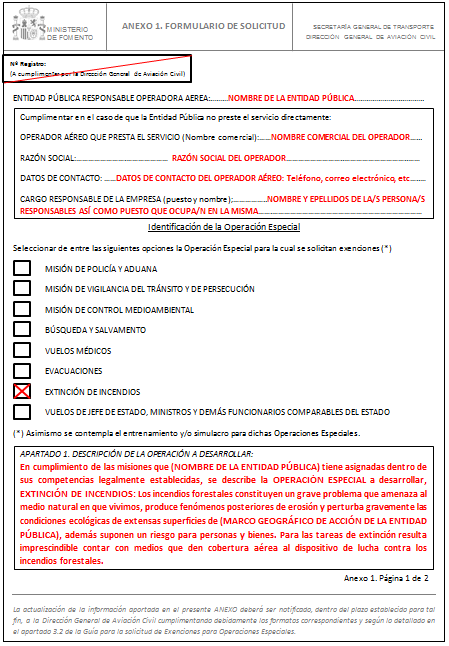 MINISTERIO
DE FOMENTO
ANEXO 1. FORMULARIO DE SOLICITUD
SECRETARÍA GENERAL DE TRANSPORTE
DIRECCIÓN GENERAL DE AVIACIÓN CIVIL
Nº Registro:
(A cumplimentar por la Dirección General de Aviación Civil)
ENTIDAD PÚBLICA RESPONSABLE OPERADORA AEREA:.......NOMBRE DE LA ENTIDAD PÚBLICA............................
Cumplimentar en el caso de que la Entidad Pública no preste el servicio directamente:
OPERADOR AÉREO QUE PRESTA EL SERVICIO (Nombre comercial):.....NOMBRE COMERCIAL DEL OPERADOR......
RAZÓN SOCIAL:..................................... RAZÓN SOCIAL DEL OPERADOR.....................................................
DATOS DE CONTACTO: ......DATOS DE CONTACTO DEL OPERADOR AÉREO: Teléfono, correo electrónico, etc........
CARGO RESPONSABLE DE LA EMPRESA (puesto y nombre);................NOMBRE Y EPELLIDOS DE LA/S PERSONA/S
RESPONSABLES ASÍ COMO PUESTO QUE OCUPA/N EN LA MISMA.................................................................
Identificación de la Operación Especial
Seleccionar de entre las siguientes opciones la Operación Especial para la cual se solicitan exenciones (*)
MISIÓN DE POLICÍA Y ADUANA
MISIÓN DE VIGILANCIA DEL TRÁNSITO Y DE PERSECUCIÓN
MISIÓN DE CONTROL MEDIOAMBIENTAL
BÚSQUEDA Y SALVAMENTO
VUELOS MÉDICOS
EVACUACIONES
EXTINCIÓN DE INCENDIOS
VUELOS DE JEFE DE ESTADO, MINISTROS Y DEMÁS FUNCIONARIOS COMPARABLES DEL ESTADO
(*) Asimismo se contempla el entrenamiento y/o simulacro para dichas Operaciones Especiales.
APARTADO 1. DESCRIPCIÓN DE LA OPERACIÓN A DESARROLLAR:
En cumplimiento de las misiones que (NOMBRE DE LA ENTIDAD PÚBLICA) tiene asignadas dentro de
sus competencias legalmente establecidas, se describe la OPERACIÓN ESPECIAL a desarrollar,
EXTINCIÓN DE INCENDIOS: Los incendios forestales constituyen un grave problema que amenaza al
medio natural en que vivimos, produce fenómenos posteriores de erosión y perturba gravemente las
condiciones ecológicas de extensas superficies de (MARCO GEOGRÁFICO DE ACCIÓN DE LA ENTIDAD
PÚBLICA), además suponen un riesgo para personas y bienes. Para las tareas de extinción resulta
imprescindible contar con medios que den cobertura aérea al dispositivo de lucha contra los
incendios forestales.
Anexo 1. Página 1 de 2
La actualización de la información aportada en el presente ANEXO deberá ser notificada, dentro del plazo establecido para tal
fin, a la Dirección General de Aviación Civil cumplimentando debidamente los formatos correspondientes y según lo detallado en
el apartado 3.2 de la Guía para la solicitud de Exenciones para Operaciones Especiales.